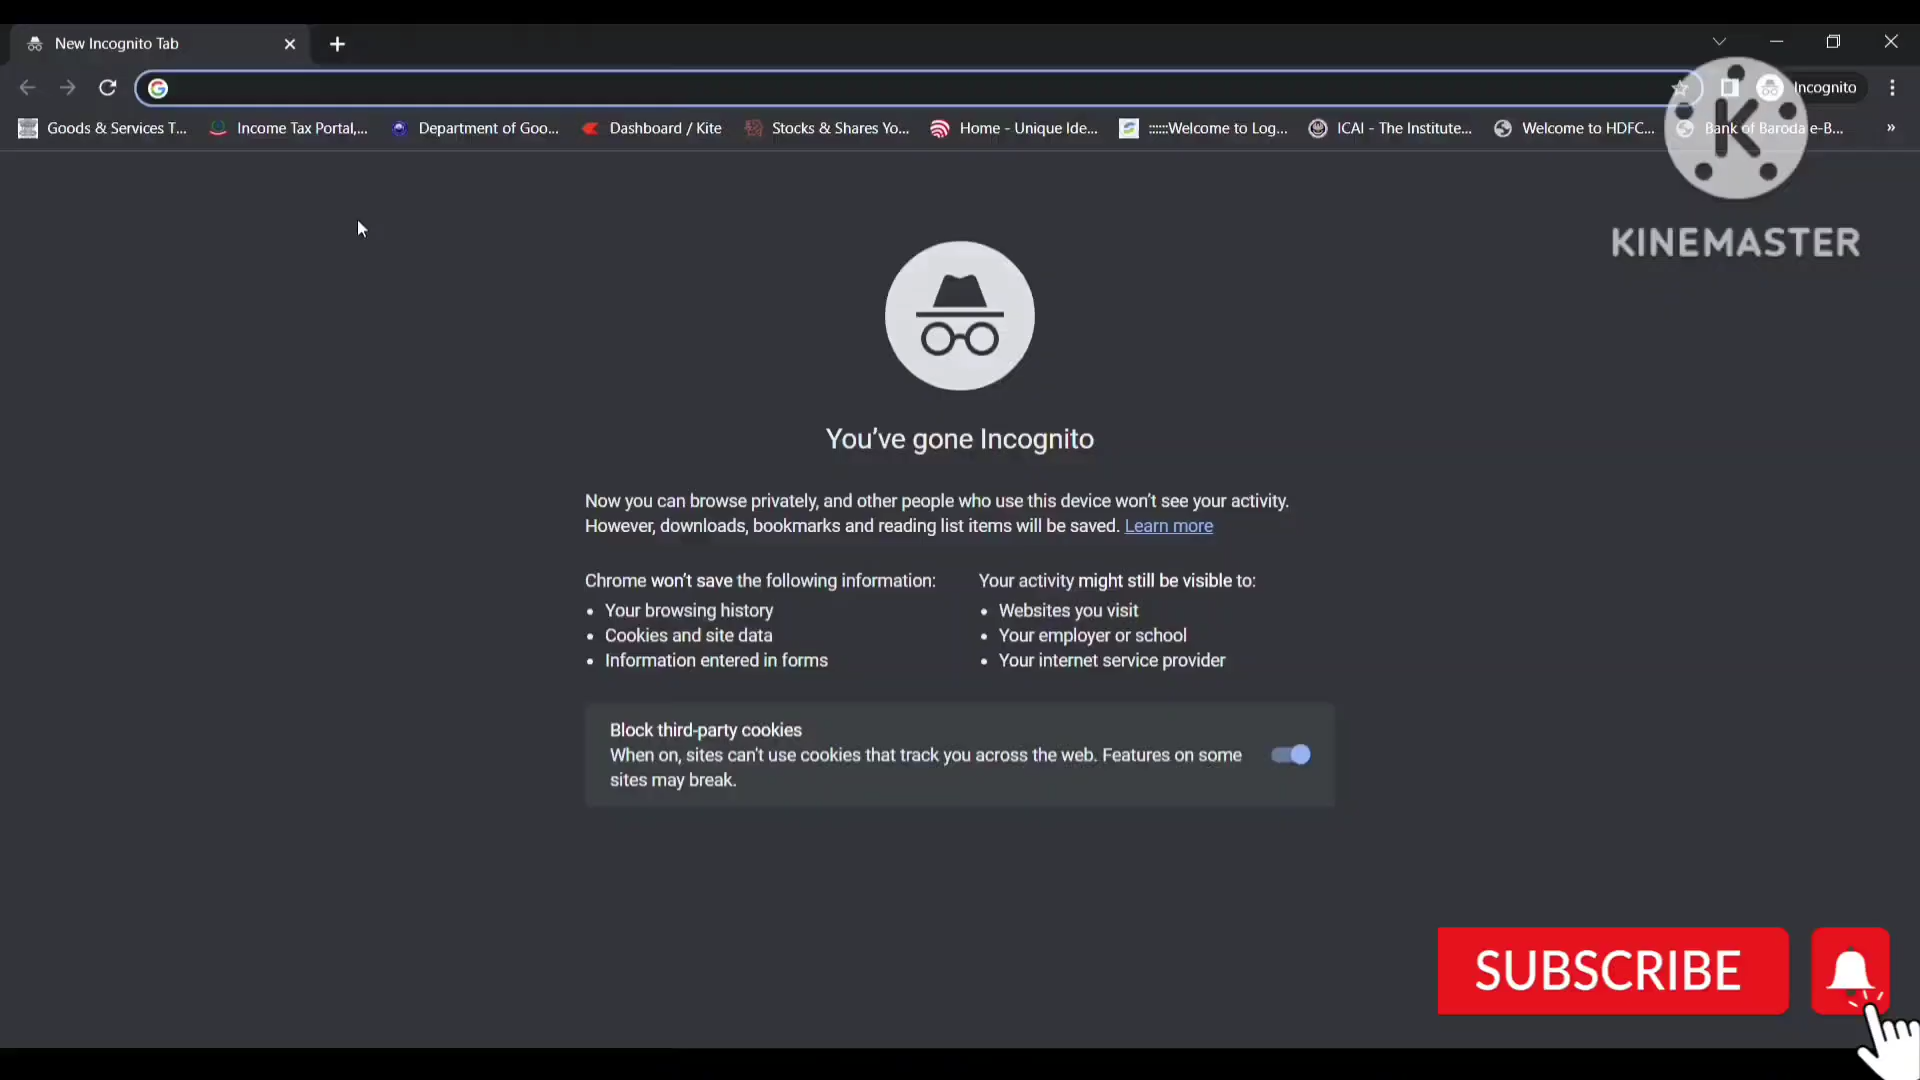 New Incognito Tab
Incognito
Goods & Services T...
Income Tax Portal,...
Department of Goo...
Dashboard / Kite
Stocks & Shares Yo...
Home - Unique Ide...
:::::Welcome to Log...
ICAI - The Institute...
Welcome to HDFC...
Bank of Baroda e-B...
»
K
KINEMASTER
You've gone Incognito
Now you can browse privately, and other people who use this device won't see your activity.
However, downloads, bookmarks and reading list items will be saved. Learn more
Chrome won't save the following information:
• Your browsing history
• Cookies and site data
• Information entered in forms
Your activity might still be visible to:
• Websites you visit
• Your employer or school
• Your internet service provider
Block third-party cookies
When on, sites can't use cookies that track you across the web. Features on some
sites may break.
SUBSCRIBE